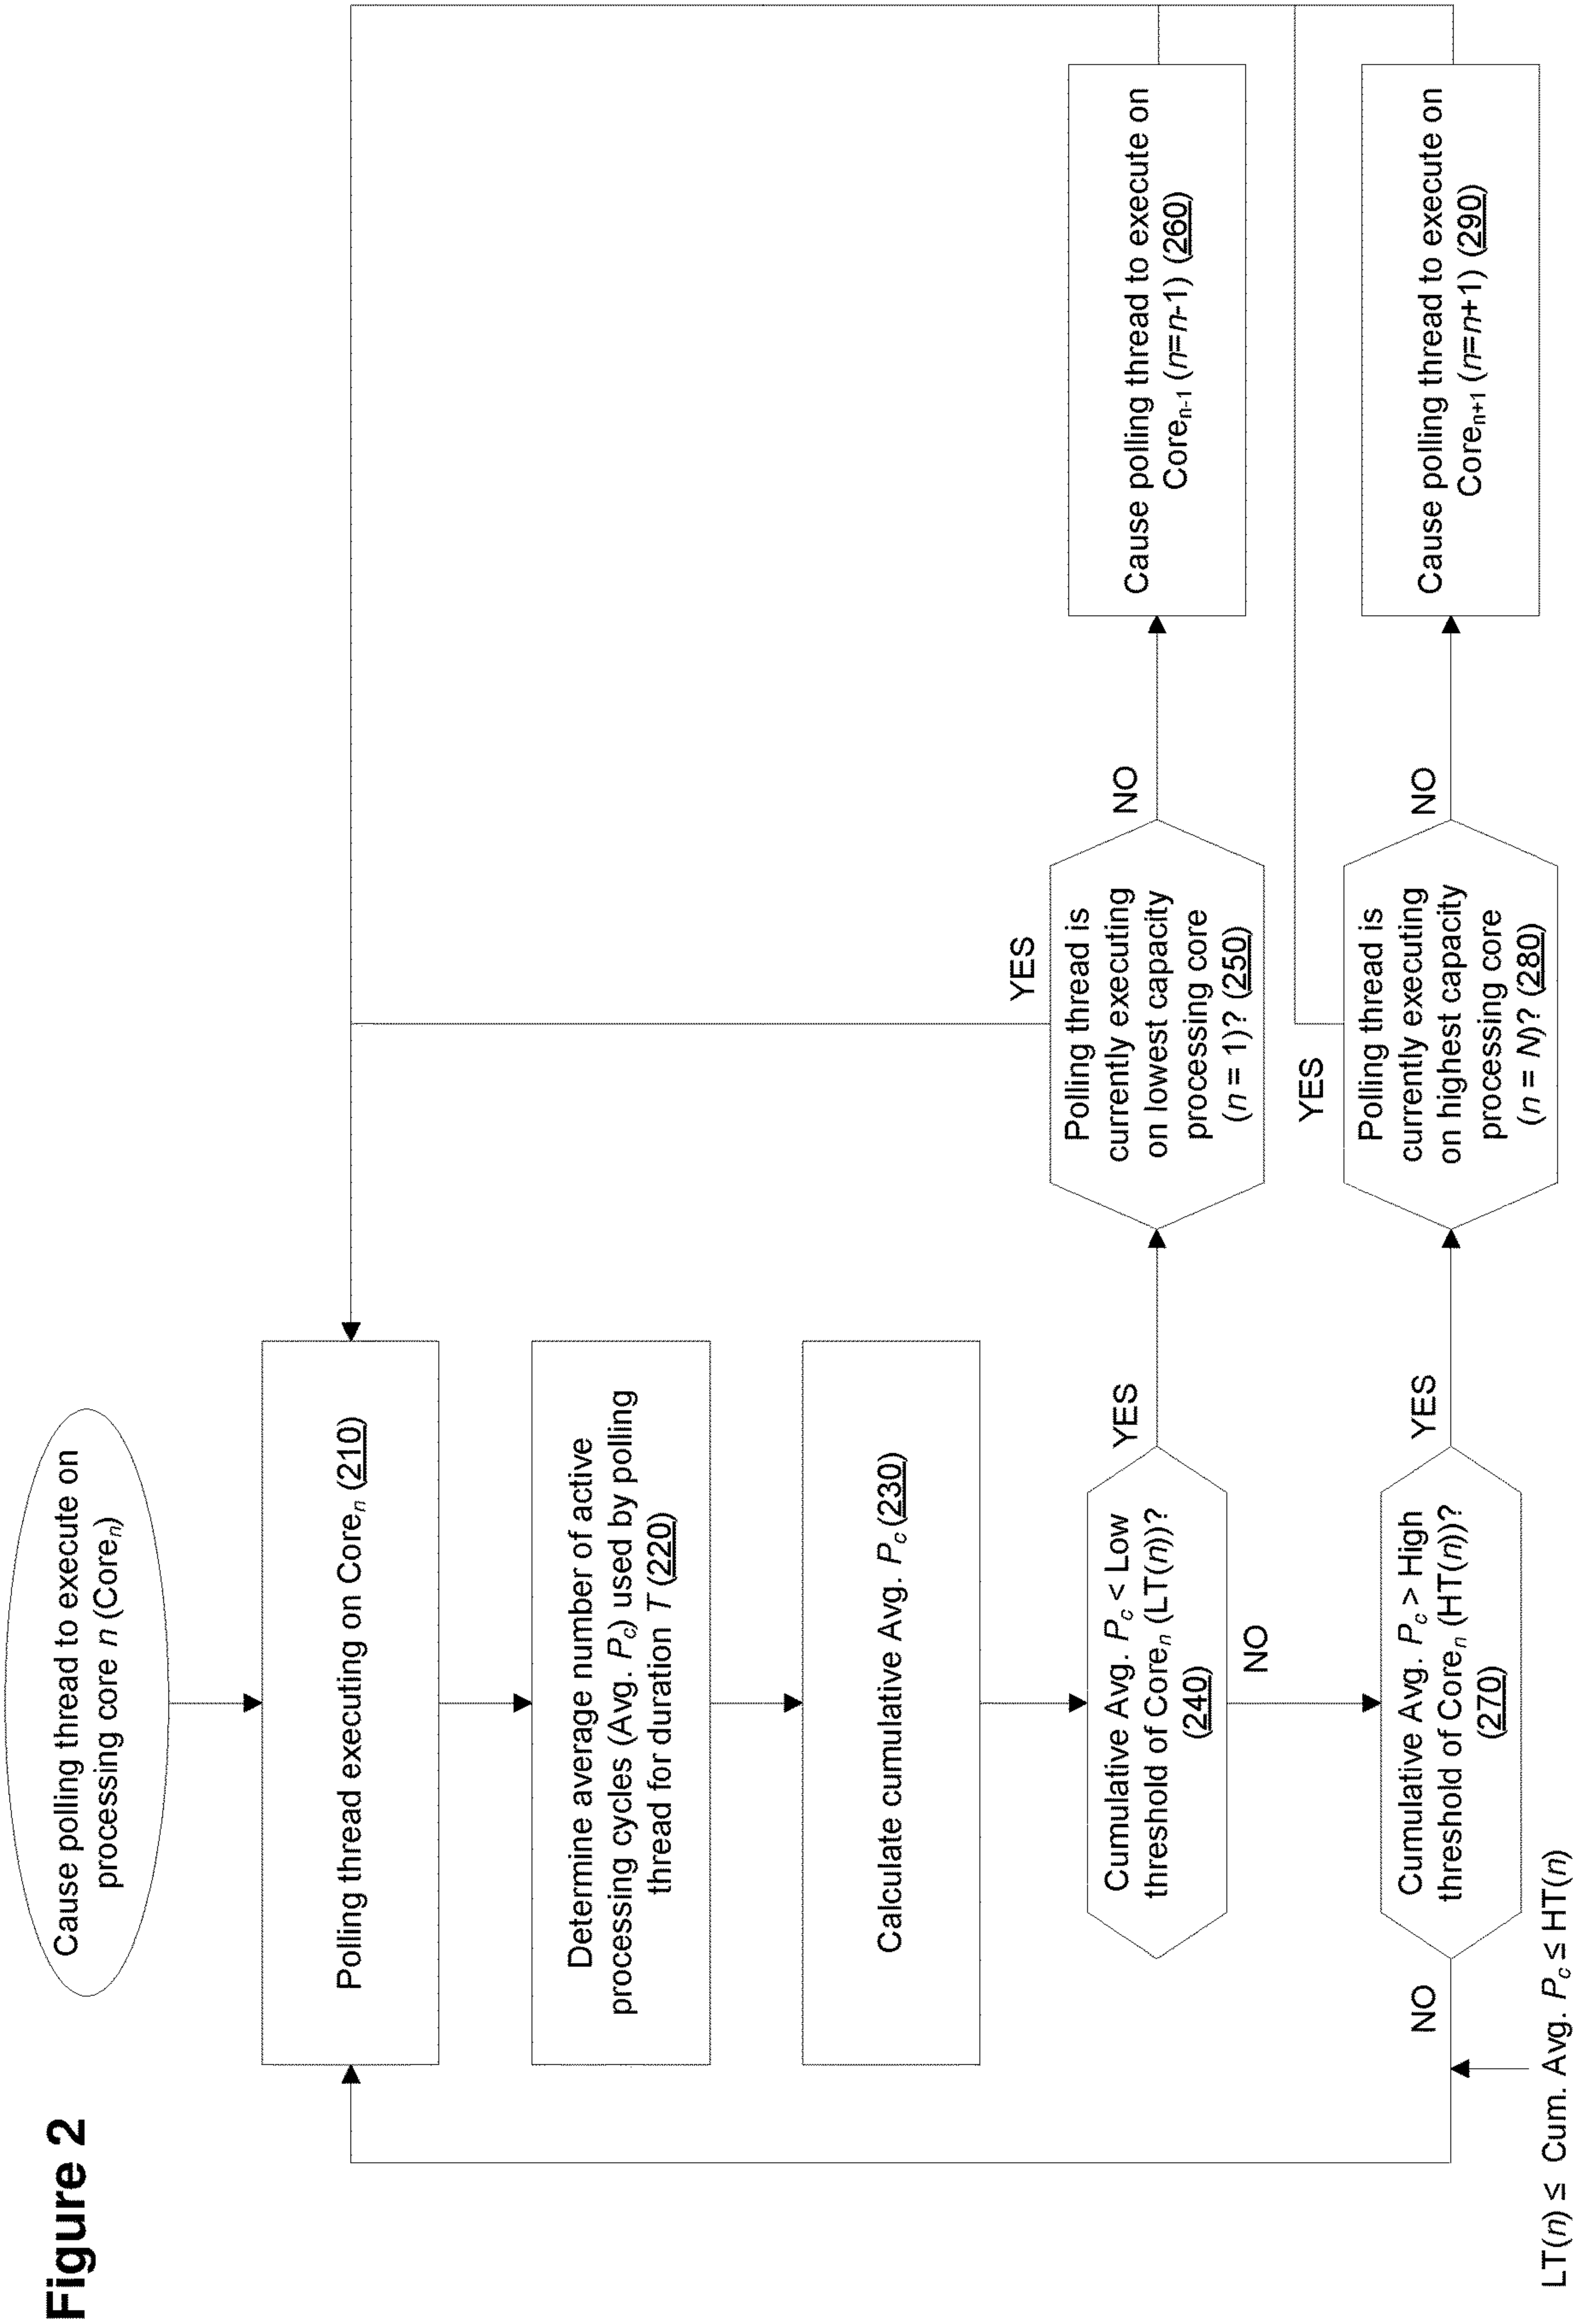 Figure 2
Cause polling thread to execute on
processing core n (Coreₙ)
Polling thread executing on Coreₙ (210)
Determine average number of active
processing cycles (Avg. P꜀) used by polling
thread for duration T (220)
Calculate cumulative Avg. P꜀ (230)
Cumulative Avg. P꜀ < Low
threshold of Coreₙ (LT(n))?
(240)
YES
NO
Polling thread is
currently executing
on lowest capacity
processing core
(n = 1)? (250)
YES
NO
Cause polling thread to execute on
Coreₙ₋₁ (n=n-1) (260)
Cumulative Avg. P꜀ > High
threshold of Coreₙ (HT(n))?
(270)
NO
YES
Polling thread is
currently executing
on highest capacity
processing core
(n = N)? (280)
YES
NO
Cause polling thread to execute on
Coreₙ₊₁ (n=n+1) (290)
LT(n) ≤ Cum. Avg. P꜀ ≤ HT(n)